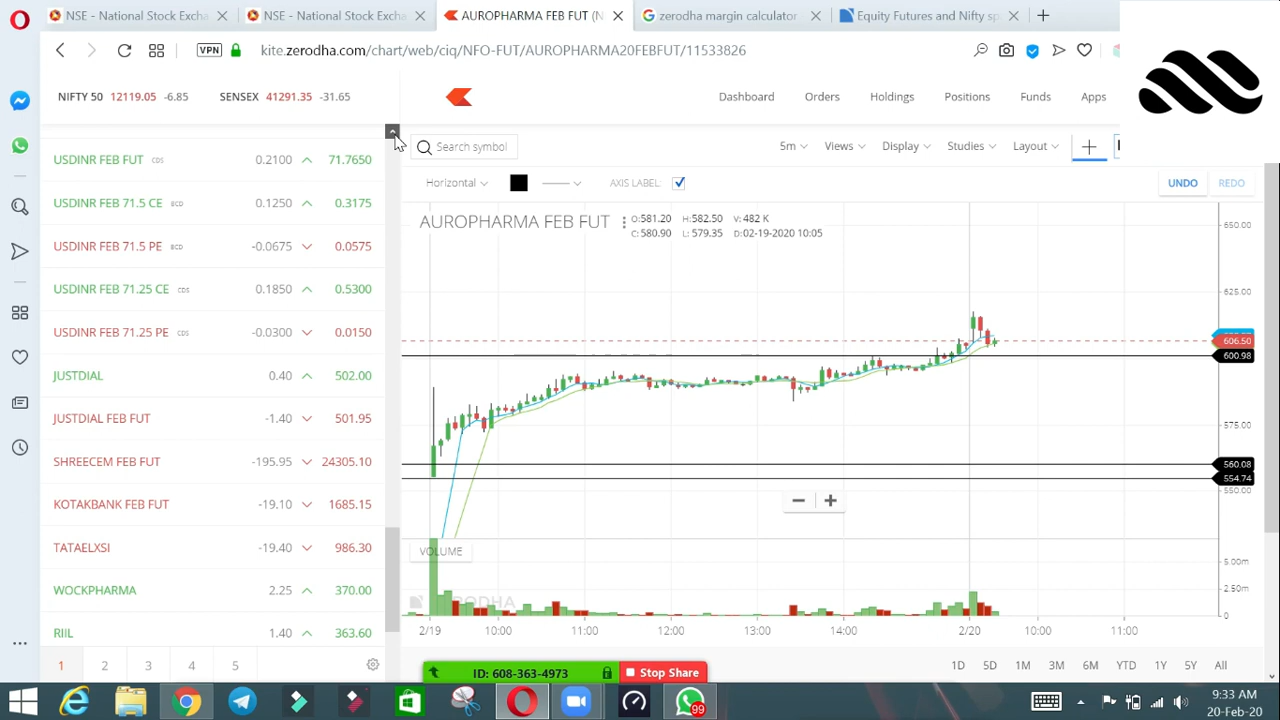 NSE - National Stock Excha
NSE - National Stock Excha
AUROPHARMA FEB FUT (N
zerodha margin calculator
Equity Futures and Nifty sp
VPN
kite.zerodha.com/chart/web/ciq/NFO-FUT/AUROPHARMA20FEBFUT/11533826
NIFTY 50 12119.05 -6.85
SENSEX 41291.35 -31.65
Dashboard
Orders
Holdings
Positions
Funds
Apps
Search symbol
5m
Views
Display
Studies
Layout
Horizontal
AXIS LABEL:
UNDO
REDO
USDINR FEB FUT CDS 0.2100 71.7650
USDINR FEB 71.5 CE BCD 0.1250 0.3175
USDINR FEB 71.5 PE BCD -0.0675 0.0575
USDINR FEB 71.25 CE CDS 0.1850 0.5300
USDINR FEB 71.25 PE CDS -0.0300 0.0150
JUSTDIAL 0.40 502.00
JUSTDIAL FEB FUT -1.40 501.95
SHREECEM FEB FUT -195.95 24305.10
KOTAKBANK FEB FUT -19.10 1685.15
TATAELXSI -19.40 986.30
WOCKPHARMA 2.25 370.00
RIIL 1.40 363.60
1 2 3 4 5
AUROPHARMA FEB FUT
O:581.20 H:582.50 V: 482 K
C: 580.90 L: 579.35 D: 02-19-2020 10:05
650.00
625.00
606.50
600.98
575.00
560.08
554.74
550.00
VOLUME
5.00m
2.50m
0
2/19 10:00 11:00 12:00 13:00 14:00 2/20 10:00 11:00
1D 5D 1M 3M 6M YTD 1Y 5Y All
ID: 608-363-4973
Stop Share
99
9:33 AM
20-Feb-20